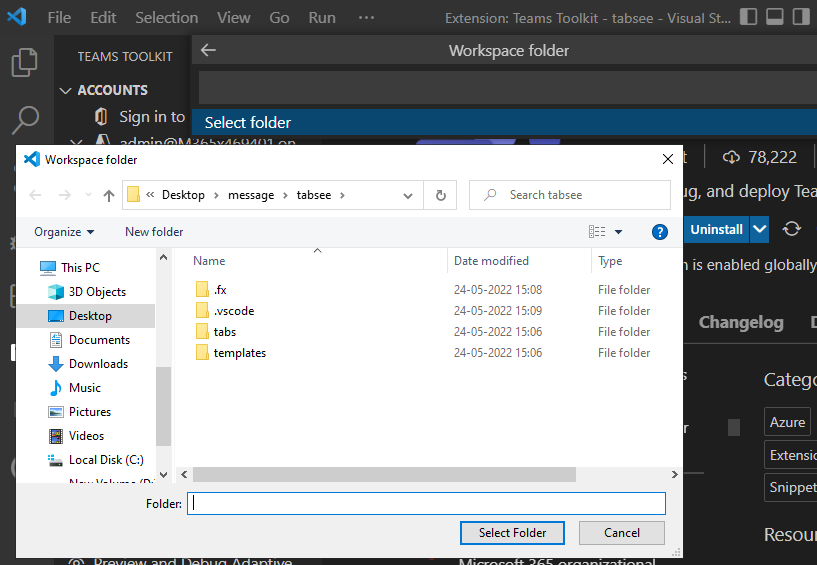 File Edit Selection View Go Run ··· Extension: Teams Toolkit - tabsee - Visual St...
TEAMS TOOLKIT
Workspace folder
ACCOUNTS
Sign in to
Select folder
admin@M365x469401.on
78,222
Workspace folder
ug, and deploy Tea
« Desktop › message › tabsee ›
Search tabsee
Organize
New folder
Uninstall
Name
Date modified
Type
n is enabled globally
This PC
3D Objects
Desktop
Documents
Downloads
Music
Pictures
Videos
Local Disk (C:)
.fx 24-05-2022 15:08 File folder
.vscode 24-05-2022 15:09 File folder
tabs 24-05-2022 15:06 File folder
templates 24-05-2022 15:06 File folder
Changelog
Catego
Azure
Extensio
Snippet
Resour
Folder:
Select Folder
Cancel
Preview and Debug Adaptive
Microsoft 365 organizational